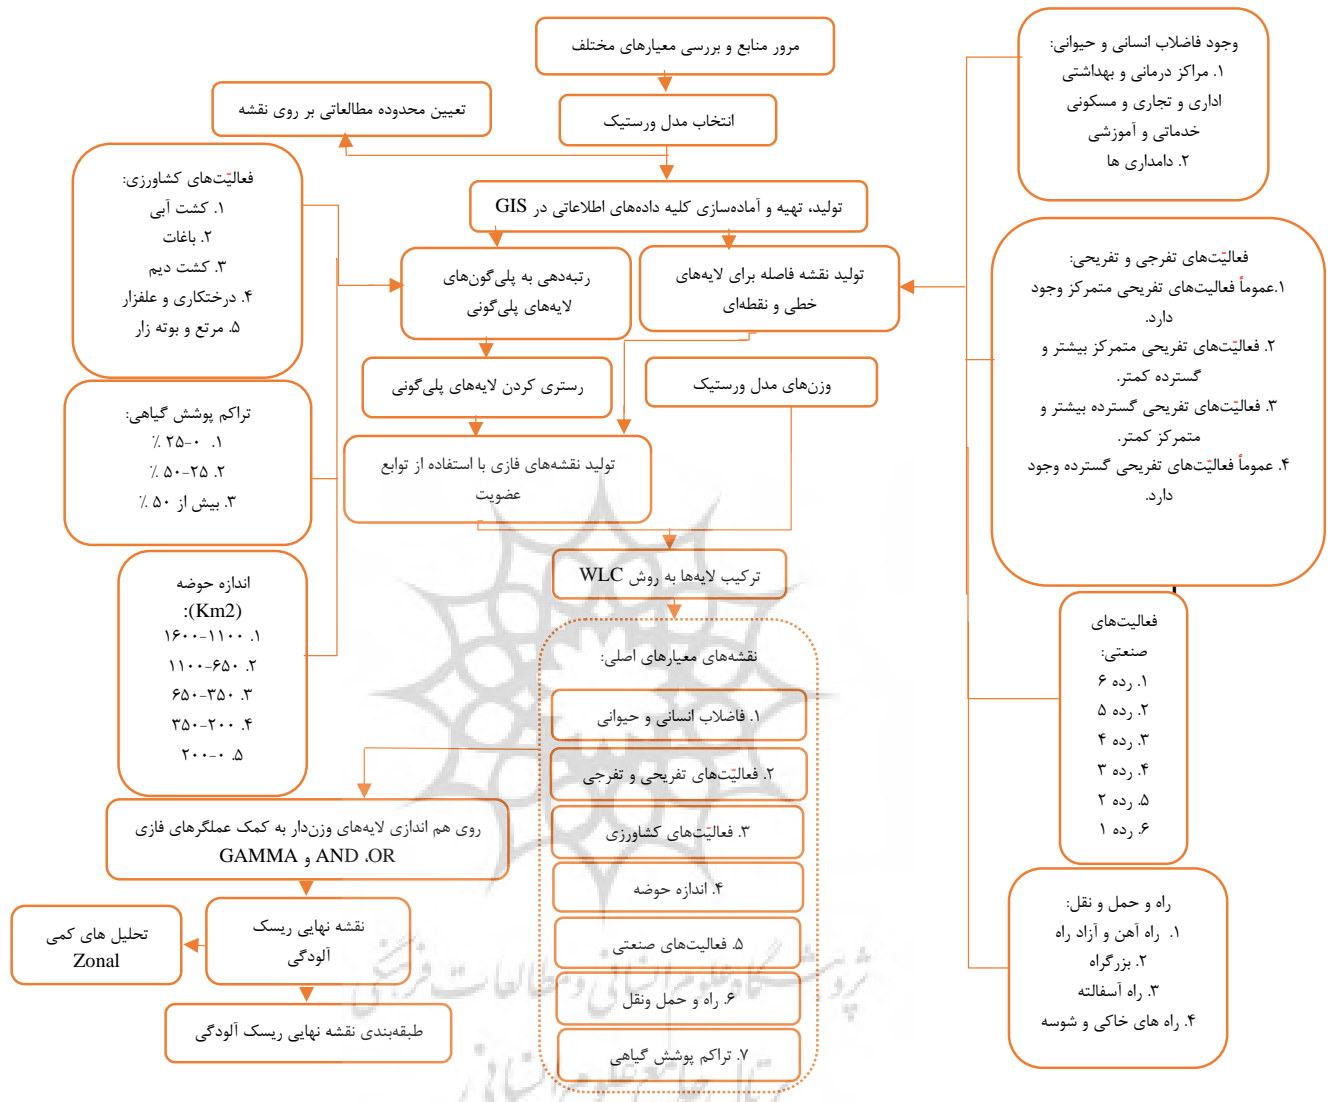 مرور منابع و بررسی معیارهای مختلف
انتخاب مدل ورستیک
تعیین محدوده مطالعاتی بر روی نقشه
تولید، تهیه و آماده‌سازی کلیه داده‌های اطلاعاتی در GIS
تولید نقشه فاصله برای لایه‌های
خطی و نقطه‌ای
رتبه‌دهی به پلی‌گون‌های
لایه‌های پلی‌گونی
رستری کردن لایه‌های پلی‌گونی
وزن‌های مدل ورستیک
تولید نقشه‌های فازی با استفاده از توابع
عضویت
ترکیب لایه‌ها به روش WLC
وجود فاضلاب انسانی و حیوانی:
۱. مراکز درمانی و بهداشتی
اداری و تجاری و مسکونی
خدماتی و آموزشی
۲. دامداری ها
فعالیّت‌های تفرجی و تفریحی:
۱.عموماً فعالیت‌های تفریحی متمرکز وجود
دارد.
۲. فعالیّت‌های تفریحی متمرکز بیشتر و
گسترده کمتر.
۳. فعالیّت‌های تفریحی گسترده بیشتر و
متمرکز کمتر.
۴. عموماً فعالیّت‌های تفریحی گسترده وجود
دارد.
فعالیت‌های
صنعتی:
۱. رده ۶
۲. رده ۵
۳. رده ۴
۴. رده ۳
۵. رده ۲
۶. رده ۱
راه و حمل و نقل:
۱. راه آهن و آزاد راه
۲. بزرگراه
۳. راه آسفالته
۴. راه های خاکی و شوسه
فعالیّت‌های کشاورزی:
۱. کشت آبی
۲. باغات
۳. کشت دیم
۴. درختکاری و علفزار
۵. مرتع و بوته زار
تراکم پوشش گیاهی:
۱. ۰-۲۵ ٪
۲. ۲۵-۵۰ ٪
۳. بیش از ۵۰ ٪
اندازه حوضه
(Km2):
۱. ۱۱۰۰-۱۶۰۰
۲. ۶۵۰-۱۱۰۰
۳. ۳۵۰-۶۵۰
۴. ۲۰۰-۳۵۰
۵. ۰-۲۰۰
نقشه‌های معیارهای اصلی:
۱. فاضلاب انسانی و حیوانی
۲. فعالیّت‌های تفریحی و تفرجی
۳. فعالیّت‌های کشاورزی
۴. اندازه حوضه
۵. فعالیت‌های صنعتی
۶. راه و حمل ونقل
۷. تراکم پوشش گیاهی
روی هم اندازی لایه‌های وزن‌دار به کمک عملگرهای فازی
AND ،OR و GAMMA
نقشه نهایی ریسک
آلودگی
تحلیل های کمی
Zonal
طبقه‌بندی نقشه نهایی ریسک آلودگی
پژوهشگاه علوم انسانی و مطالعات فرهنگی
پرتال جامع علوم انسانی